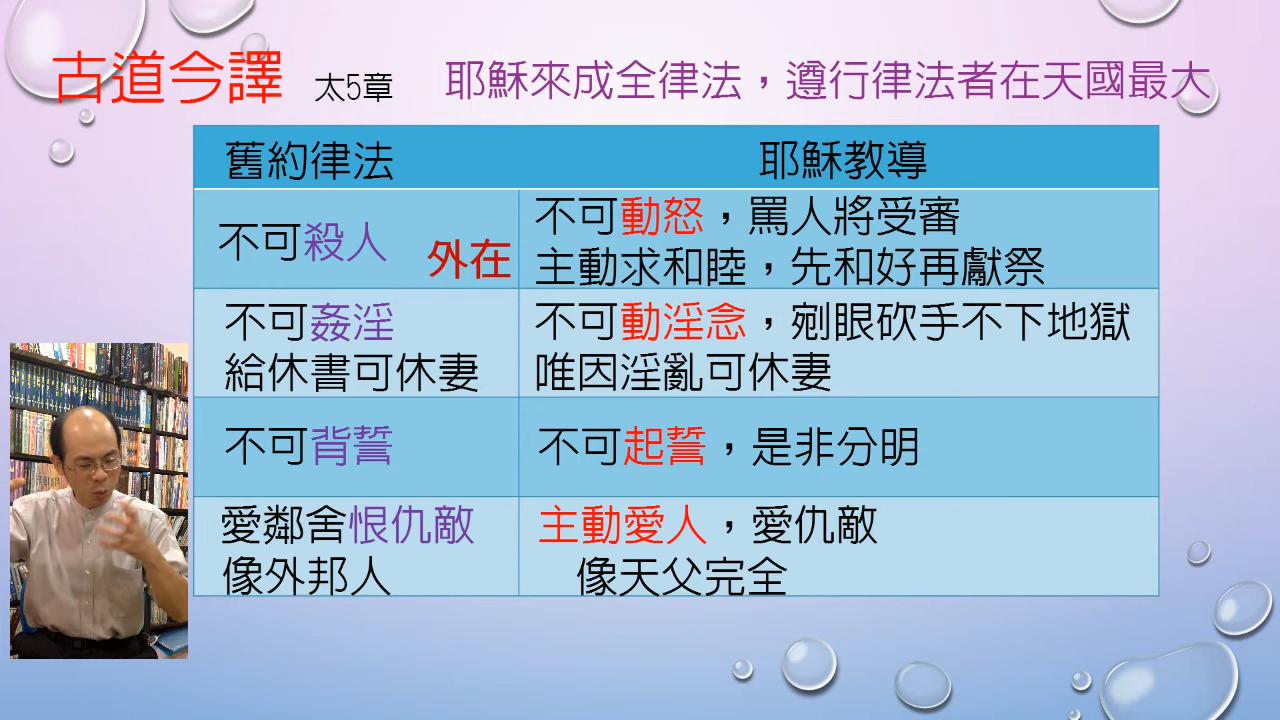 古道今譯 太5章 耶穌來成全律法，遵行律法者在天國最大
舊約律法 耶穌教導
不可殺人 外在
不可動怒，罵人將受審
主動求和睦，先和好再獻祭
不可姦淫
給休書可休妻
不可動淫念，剜眼砍手不下地獄
唯因淫亂可休妻
不可背誓
不可起誓，是非分明
愛鄰舍恨仇敵
像外邦人
主動愛人，愛仇敵
像天父完全